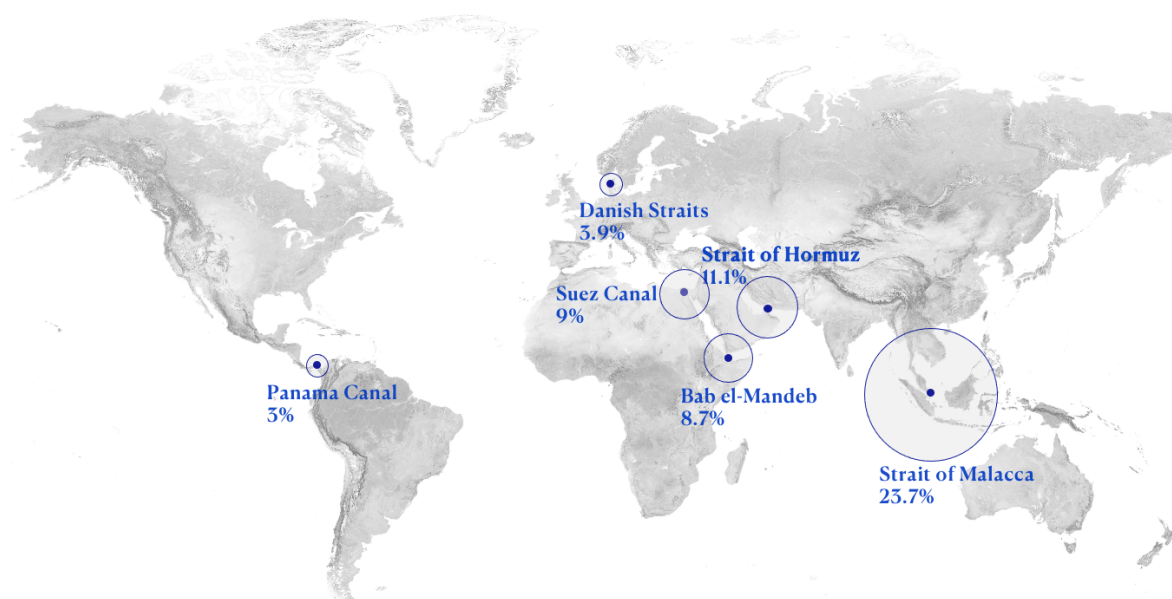 Danish Straits
3.9%
Strait of Hormuz
11.1%
Suez Canal
9%
Bab el-Mandeb
8.7%
Panama Canal
3%
Strait of Malacca
23.7%